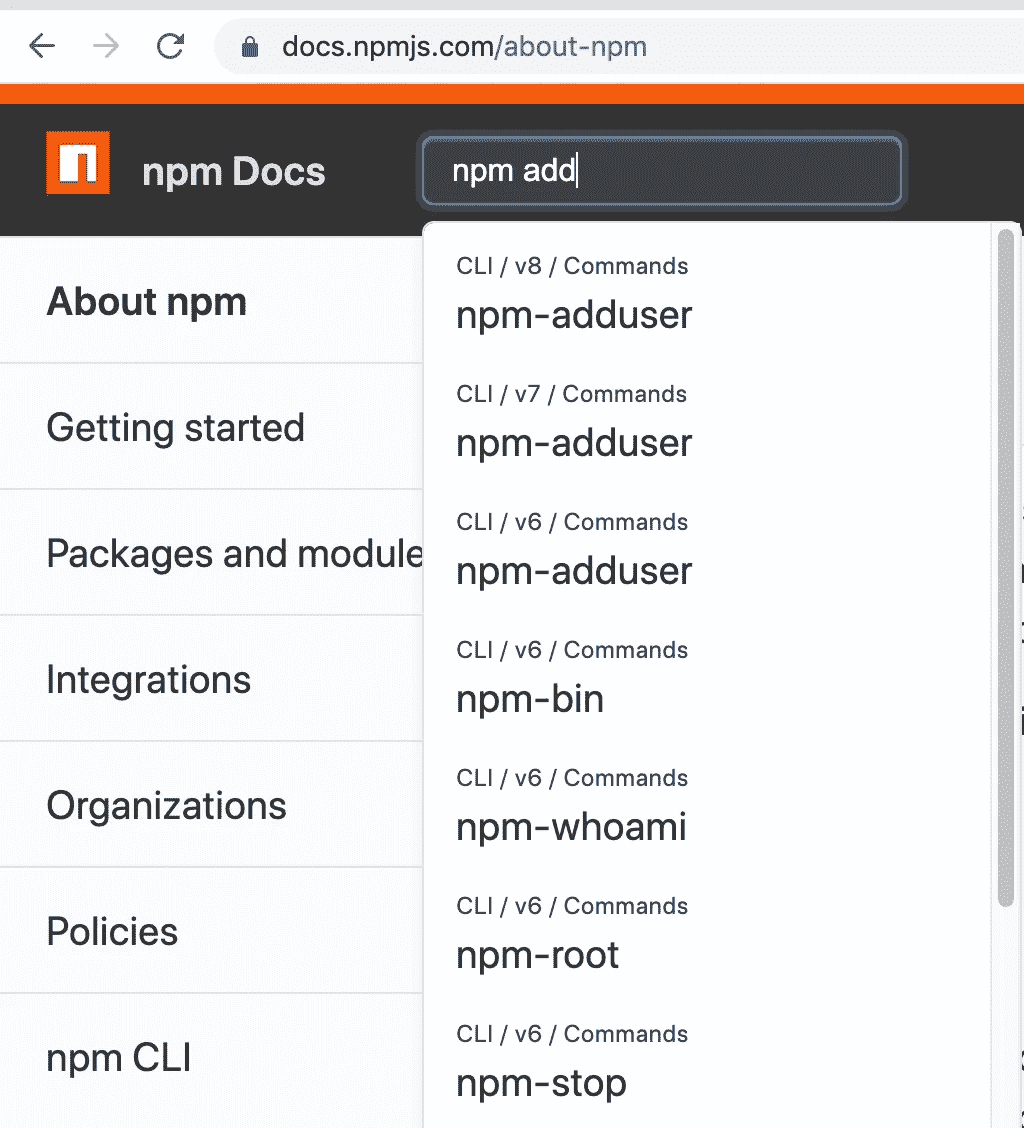 docs.npmjs.com/about-npm
npm Docs
npm add
About npm
Getting started
Packages and module
Integrations
Organizations
Policies
npm CLI
CLI / v8 / Commands
npm-adduser
CLI / v7 / Commands
npm-adduser
CLI / v6 / Commands
npm-adduser
CLI / v6 / Commands
npm-bin
CLI / v6 / Commands
npm-whoami
CLI / v6 / Commands
npm-root
CLI / v6 / Commands
npm-stop